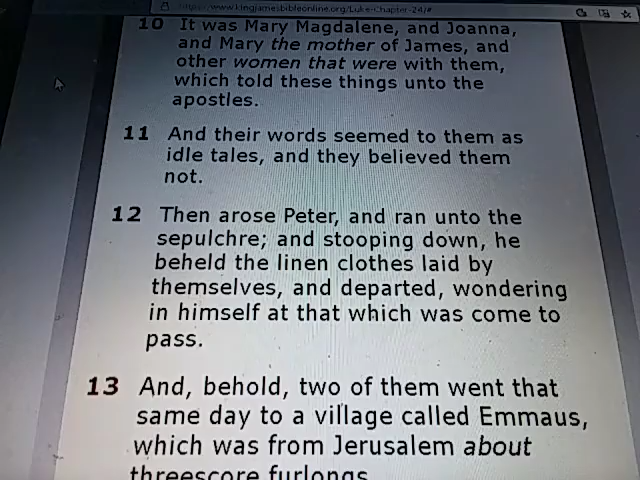 www.kingjamesbibleonline.org/Luke-Chapter-24/#
10 It was Mary Magdalene, and Joanna,
and Mary the mother of James, and
other women that were with them,
which told these things unto the
apostles.
11 And their words seemed to them as
idle tales, and they believed them
not.
12 Then arose Peter, and ran unto the
sepulchre; and stooping down, he
beheld the linen clothes laid by
themselves, and departed, wondering
in himself at that which was come to
pass.
13 And, behold, two of them went that
same day to a village called Emmaus,
which was from Jerusalem about
threescore furlongs